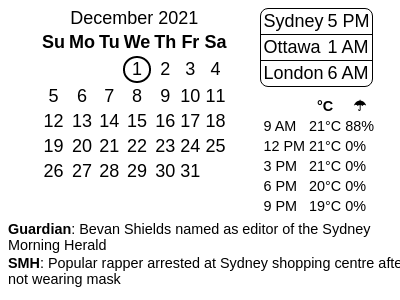 December 2021
Su Mo Tu We Th Fr Sa
1 2 3 4
5 6 7 8 9 10 11
12 13 14 15 16 17 18
19 20 21 22 23 24 25
26 27 28 29 30 31
Sydney 5 PM
Ottawa 1 AM
London 6 AM
°C ☂
9 AM 21°C 88%
12 PM 21°C 0%
3 PM 21°C 0%
6 PM 20°C 0%
9 PM 19°C 0%
Guardian: Bevan Shields named as editor of the Sydney
Morning Herald
SMH: Popular rapper arrested at Sydney shopping centre afte
not wearing mask